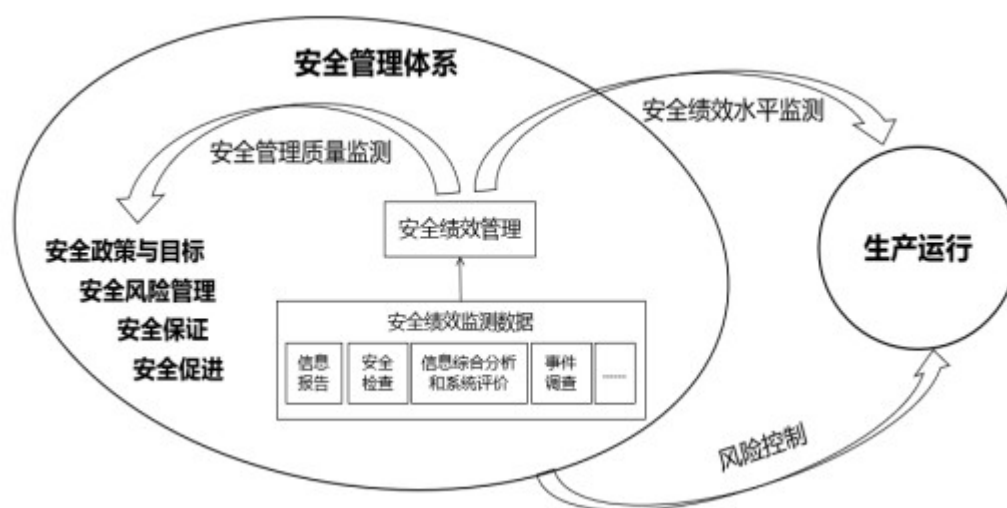 安全管理体系
安全绩效水平监测
安全管理质量监测
安全绩效管理
生产运行
安全政策与目标
安全风险管理
安全保证
安全促进
安全绩效监测数据
信息
报告
安全
检查
信息综合分析
和系统评价
事件
调查
......
风险控制